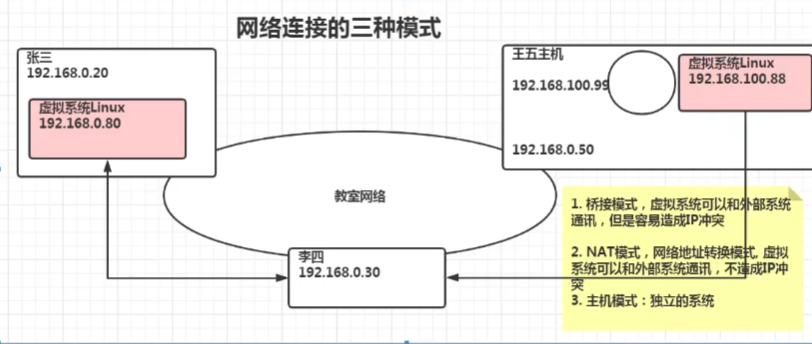 网络连接的三种模式
张三
192.168.0.20
虚拟系统Linux
192.168.0.80
王五主机
192.168.100.99
虚拟系统Linux
192.168.100.88
192.168.0.50
教室网络
李四
192.168.0.30
1. 桥接模式，虚拟系统可以和外部系统
通讯，但是容易造成IP冲突
2. NAT模式，网络地址转换模式, 虚拟
系统可以和外部系统通讯，不造成IP冲
突
3. 主机模式：独立的系统